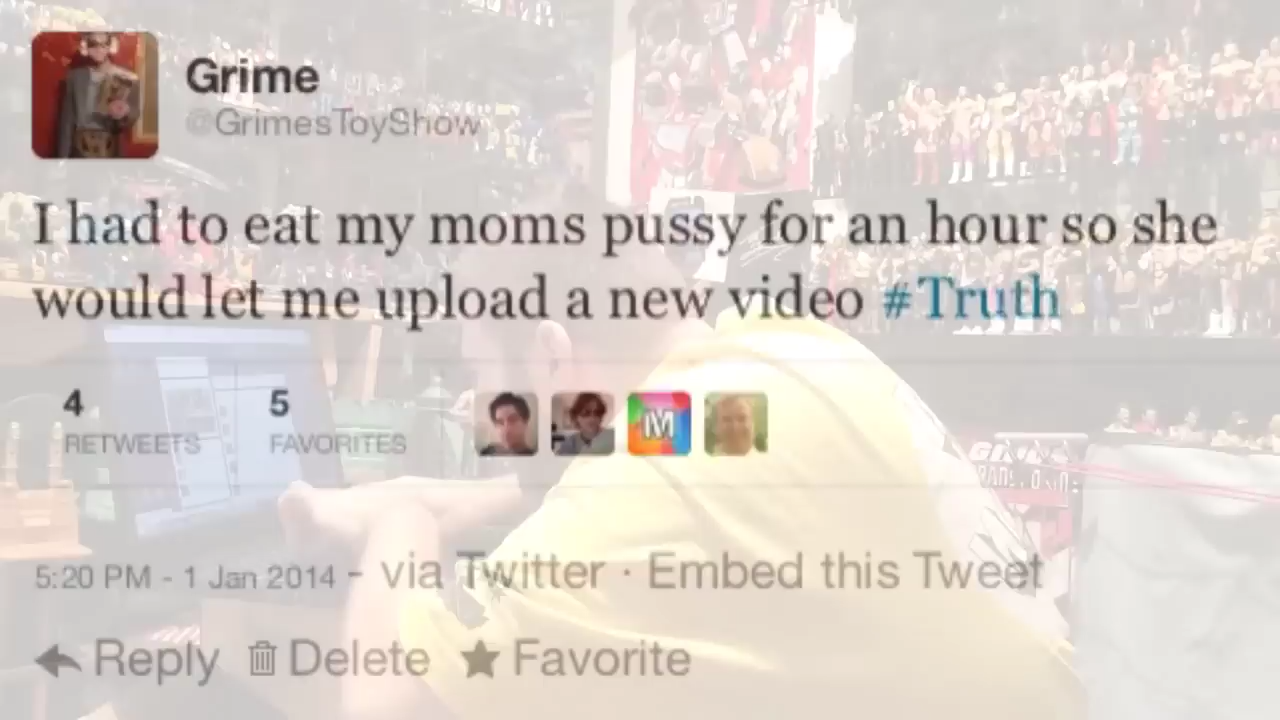 Grime
@GrimesToyShow
I had to eat my moms pussy for an hour so she
would let me upload a new video #Truth
4 5
RETWEETS FAVORITES
iM
5:20 PM - 1 Jan 2014 - via Twitter · Embed this Tweet
Reply Delete Favorite